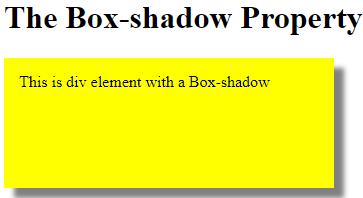 The Box-shadow Property
This is div element with a Box-shadow